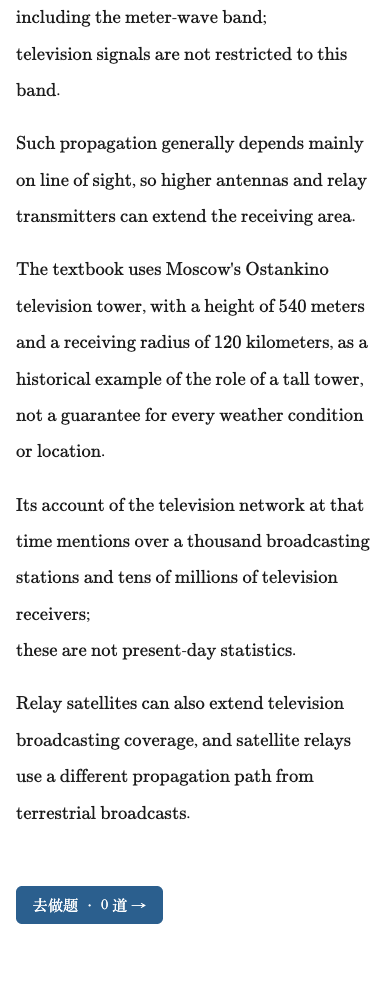 including the meter-wave band;
television signals are not restricted to this
band.
Such propagation generally depends mainly
on line of sight, so higher antennas and relay
transmitters can extend the receiving area.
The textbook uses Moscow's Ostankino
television tower, with a height of 540 meters
and a receiving radius of 120 kilometers, as a
historical example of the role of a tall tower,
not a guarantee for every weather condition
or location.
Its account of the television network at that
time mentions over a thousand broadcasting
stations and tens of millions of television
receivers;
these are not present-day statistics.
Relay satellites can also extend television
broadcasting coverage, and satellite relays
use a different propagation path from
terrestrial broadcasts.
去做题 · 0 道 →